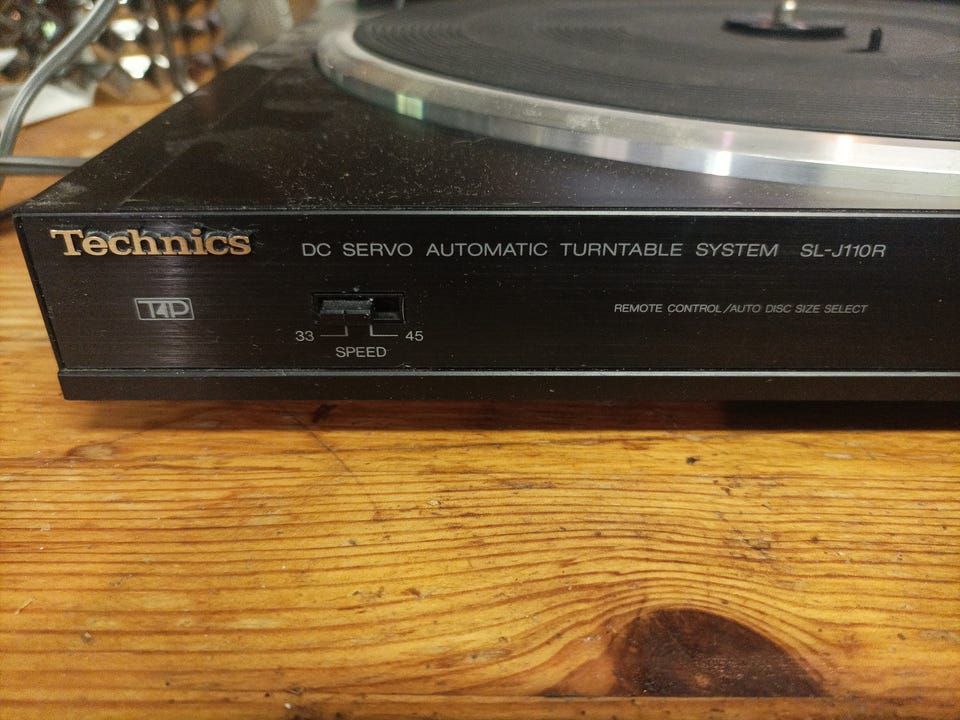 Technics DC SERVO AUTOMATIC TURNTABLE SYSTEM SL-J110R
T4P
REMOTE CONTROL/AUTO DISC SIZE SELECT
33 45
SPEED